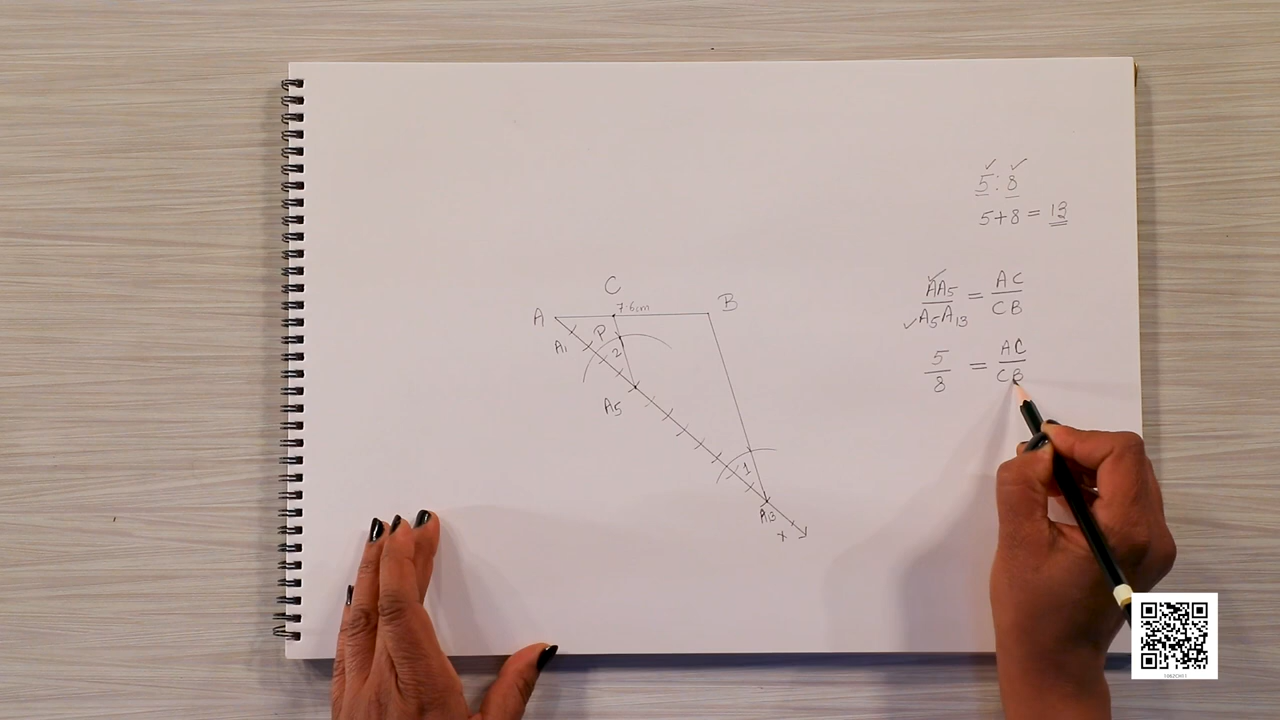 5:8
5+8 = 13
AA5/A5A13 = AC/CB
5/8 = AC/CB
C
A 7.6cm B
A1 P
2
A5
1
A13
x